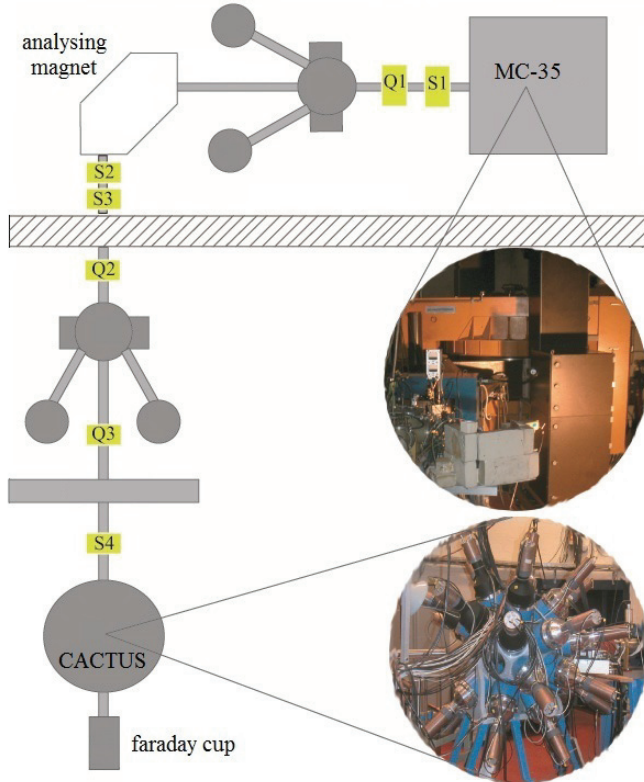 analysing
magnet
Q1
S1
MC-35
S2
S3
Q2
Q3
S4
CACTUS
faraday cup